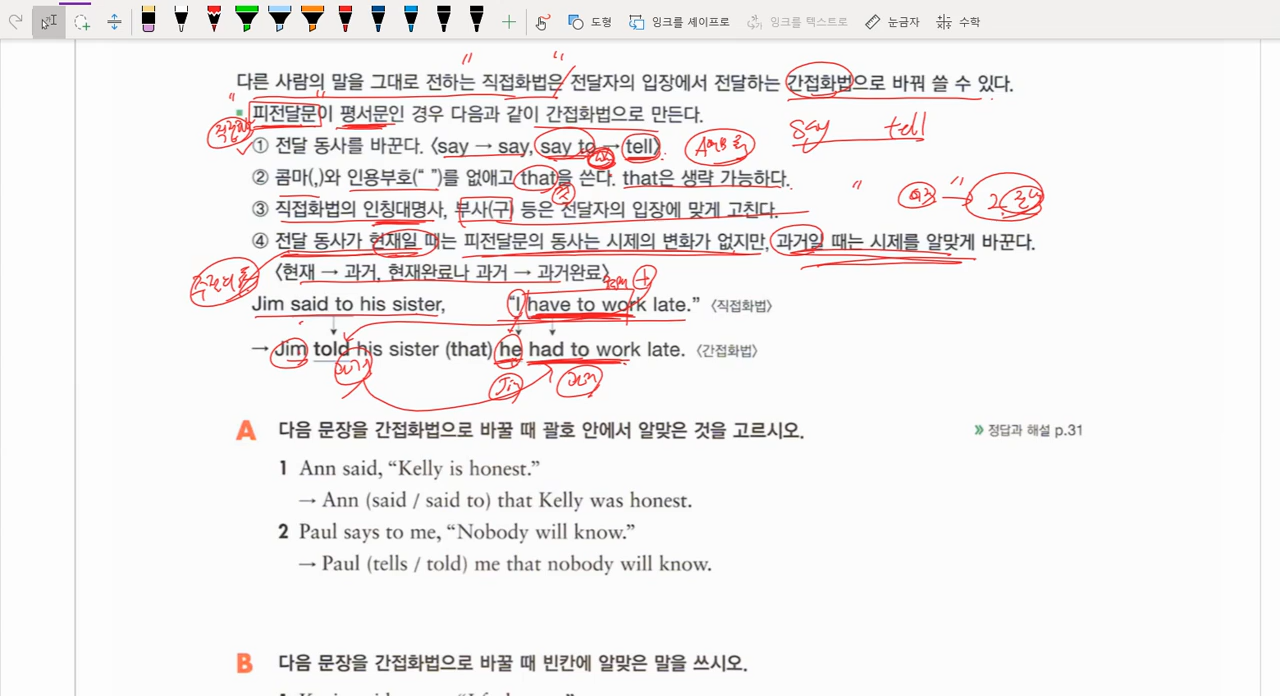 도형 잉크를 셰이프로 잉크를 텍스트로 눈금자 수학
다른 사람의 말을 그대로 전하는 직접화법은 전달자의 입장에서 전달하는 간접화법으로 바꿔 쓸 수 있다.
피전달문이 평서문인 경우 다음과 같이 간접화법으로 만든다.
say tell
① 전달 동사를 바꾼다. 〈say → say, say to → tell〉
② 콤마(,)와 인용부호(“ ”)를 없애고 that을 쓴다. that은 생략 가능하다.
③ 직접화법의 인칭대명사, 부사(구) 등은 전달자의 입장에 맞게 고친다.
④ 전달 동사가 현재일 때는 피전달문의 동사는 시제의 변화가 없지만, 과거일 때는 시제를 알맞게 바꾼다.
〈현재 → 과거, 현재완료나 과거 → 과거완료〉
Jim said to his sister, “I have to work late.” 〈직접화법〉
→ Jim told his sister (that) he had to work late. 〈간접화법〉
과거 Jim
A 다음 문장을 간접화법으로 바꿀 때 괄호 안에서 알맞은 것을 고르시오. » 정답과 해설 p.31
1 Ann said, “Kelly is honest.”
→ Ann (said / said to) that Kelly was honest.
2 Paul says to me, “Nobody will know.”
→ Paul (tells / told) me that nobody will know.
B 다음 문장을 간접화법으로 바꿀 때 빈칸에 알맞은 말을 쓰시오.